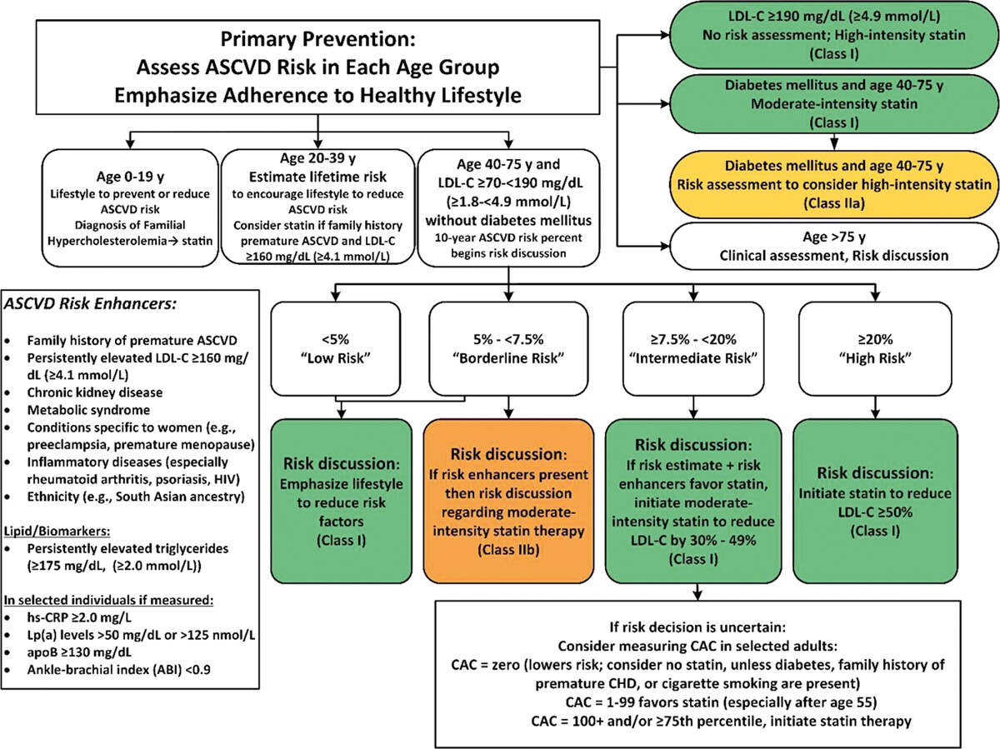 Primary Prevention:
Assess ASCVD Risk in Each Age Group
Emphasize Adherence to Healthy Lifestyle
LDL-C ≥190 mg/dL (≥4.9 mmol/L)
No risk assessment; High-intensity statin
(Class I)
Diabetes mellitus and age 40-75 y
Moderate-intensity statin
(Class I)
Diabetes mellitus and age 40-75 y
Risk assessment to consider high-intensity statin
(Class IIa)
Age >75 y
Clinical assessment, Risk discussion
Age 0-19 y
Lifestyle to prevent or reduce
ASCVD risk
Diagnosis of Familial
Hypercholesterolemia→ statin
Age 20-39 y
Estimate lifetime risk
to encourage lifestyle to reduce
ASCVD risk
Consider statin if family history
premature ASCVD and LDL-C
≥160 mg/dL (≥4.1 mmol/L)
Age 40-75 y and
LDL-C ≥70-<190 mg/dL
(≥1.8-<4.9 mmol/L)
without diabetes mellitus
10-year ASCVD risk percent
begins risk discussion
<5%
“Low Risk”
5% - <7.5%
“Borderline Risk”
≥7.5% - <20%
“Intermediate Risk”
≥20%
“High Risk”
Risk discussion:
Emphasize lifestyle
to reduce risk
factors
(Class I)
Risk discussion:
If risk enhancers present
then risk discussion
regarding moderate-
intensity statin therapy
(Class IIb)
Risk discussion:
If risk estimate + risk
enhancers favor statin,
initiate moderate-
intensity statin to reduce
LDL-C by 30% - 49%
(Class I)
Risk discussion:
Initiate statin to reduce
LDL-C ≥50%
(Class I)
If risk decision is uncertain:
Consider measuring CAC in selected adults:
CAC = zero (lowers risk; consider no statin, unless diabetes, family history of
premature CHD, or cigarette smoking are present)
CAC = 1-99 favors statin (especially after age 55)
CAC = 100+ and/or ≥75th percentile, initiate statin therapy
ASCVD Risk Enhancers:
• Family history of premature ASCVD
• Persistently elevated LDL-C ≥160 mg/
dL (≥4.1 mmol/L)
• Chronic kidney disease
• Metabolic syndrome
• Conditions specific to women (e.g.,
preeclampsia, premature menopause)
• Inflammatory diseases (especially
rheumatoid arthritis, psoriasis, HIV)
• Ethnicity (e.g., South Asian ancestry)
Lipid/Biomarkers:
• Persistently elevated triglycerides
(≥175 mg/dL, (≥2.0 mmol/L))
In selected individuals if measured:
• hs-CRP ≥2.0 mg/L
• Lp(a) levels >50 mg/dL or >125 nmol/L
• apoB ≥130 mg/dL
• Ankle-brachial index (ABI) <0.9